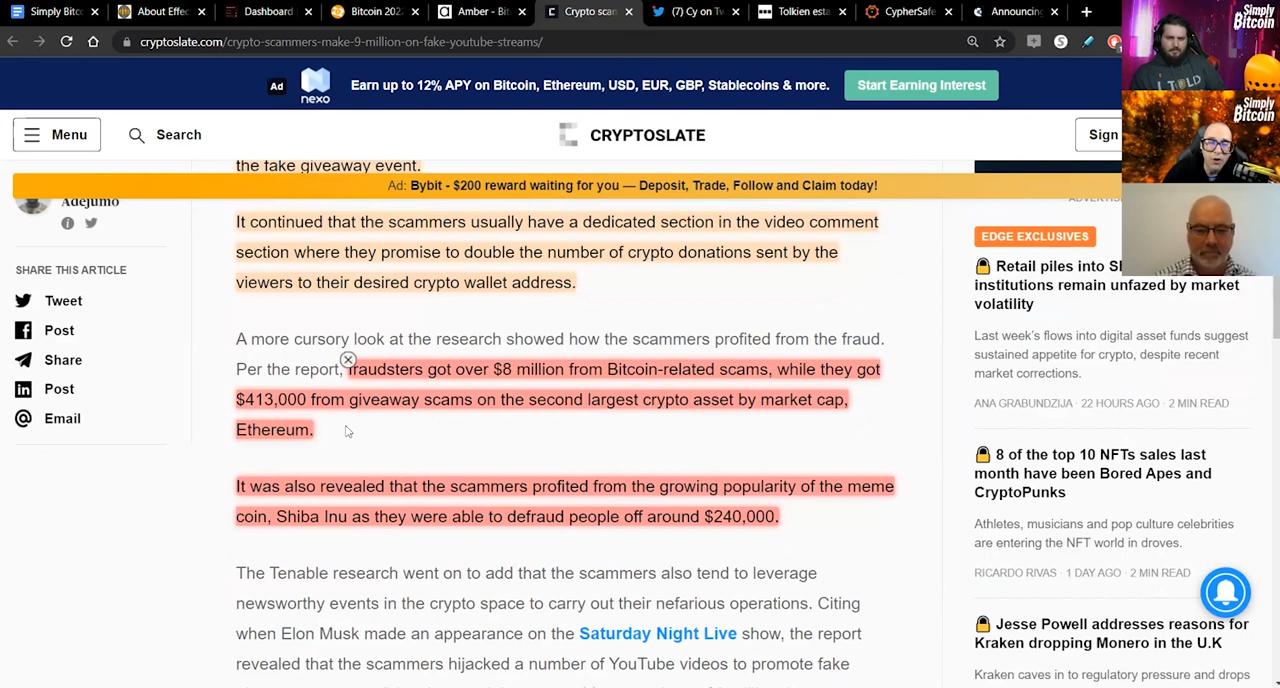 Simply Bitc
About Effec
Dashboard
Bitcoin 202
Amber - Bit
Crypto scam
(7) Cy on Tw
Tolkien esta
CypherSafe
Announcing
cryptoslate.com/crypto-scammers-make-9-million-on-fake-youtube-streams/
Ad
nexo
Earn up to 12% APY on Bitcoin, Ethereum, USD, EUR, GBP, Stablecoins & more.
Start Earning Interest
Menu
Search
CRYPTOSLATE
Sign
the fake giveaway event.
Ad: Bybit - $200 reward waiting for you — Deposit, Trade, Follow and Claim today!
Adejumo
SHARE THIS ARTICLE
Tweet
Post
Share
Post
Email
It continued that the scammers usually have a dedicated section in the video comment
section where they promise to double the number of crypto donations sent by the
viewers to their desired crypto wallet address.
A more cursory look at the research showed how the scammers profited from the fraud.
Per the report, fraudsters got over $8 million from Bitcoin-related scams, while they got
$413,000 from giveaway scams on the second largest crypto asset by market cap,
Ethereum.
It was also revealed that the scammers profited from the growing popularity of the meme
coin, Shiba Inu as they were able to defraud people off around $240,000.
The Tenable research went on to add that the scammers also tend to leverage
newsworthy events in the crypto space to carry out their nefarious operations. Citing
when Elon Musk made an appearance on the Saturday Night Live show, the report
revealed that the scammers hijacked a number of YouTube videos to promote fake
EDGE EXCLUSIVES
Retail piles into
institutions remain unfazed by market
volatility
Last week's flows into digital asset funds suggest
sustained appetite for crypto, despite recent
market corrections.
ANA GRABUNDZIJA · 22 HOURS AGO · 2 MIN READ
8 of the top 10 NFTs sales last
month have been Bored Apes and
CryptoPunks
Athletes, musicians and pop culture celebrities
are entering the NFT world in droves.
RICARDO RIVAS · 1 DAY AGO · 2 MIN READ
Jesse Powell addresses reasons for
Kraken dropping Monero in the U.K
Kraken caves in to regulatory pressure and drops
Simply
Bitcoin
I TOLD
Simply
Bitcoin